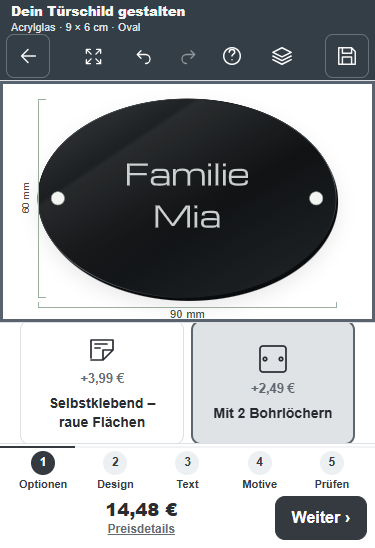 Dein Türschild gestalten
Acrylglas · 9 × 6 cm · Oval
60 mm
Familie
Mia
90 mm
+3,99 €
Selbstklebend –
raue Flächen
+2,49 €
Mit 2 Bohrlöchern
1
Optionen
2
Design
3
Text
4
Motive
5
Prüfen
14,48 €
Preisdetails
Weiter ›